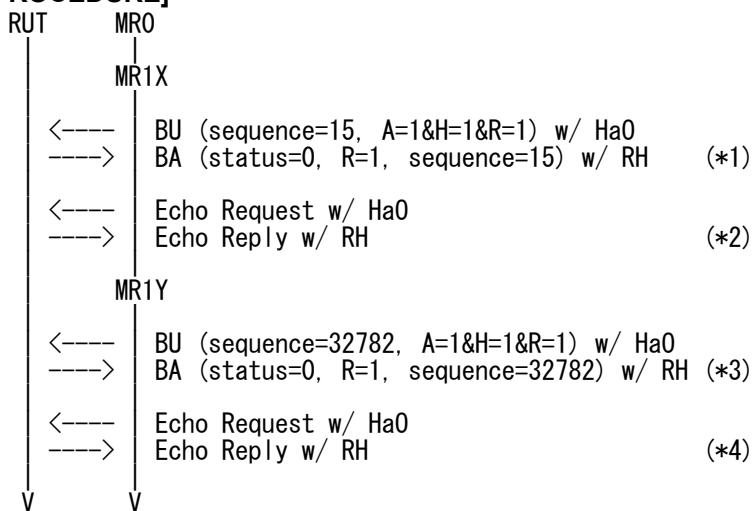 RUT MR0
MR1X
<---- BU (sequence=15, A=1&H=1&R=1) w/ HaO
----> BA (status=0, R=1, sequence=15) w/ RH (*1)
<---- Echo Request w/ HaO
----> Echo Reply w/ RH (*2)
MR1Y
<---- BU (sequence=32782, A=1&H=1&R=1) w/ HaO
----> BA (status=0, R=1, sequence=32782) w/ RH (*3)
<---- Echo Request w/ HaO
----> Echo Reply w/ RH (*4)
V V